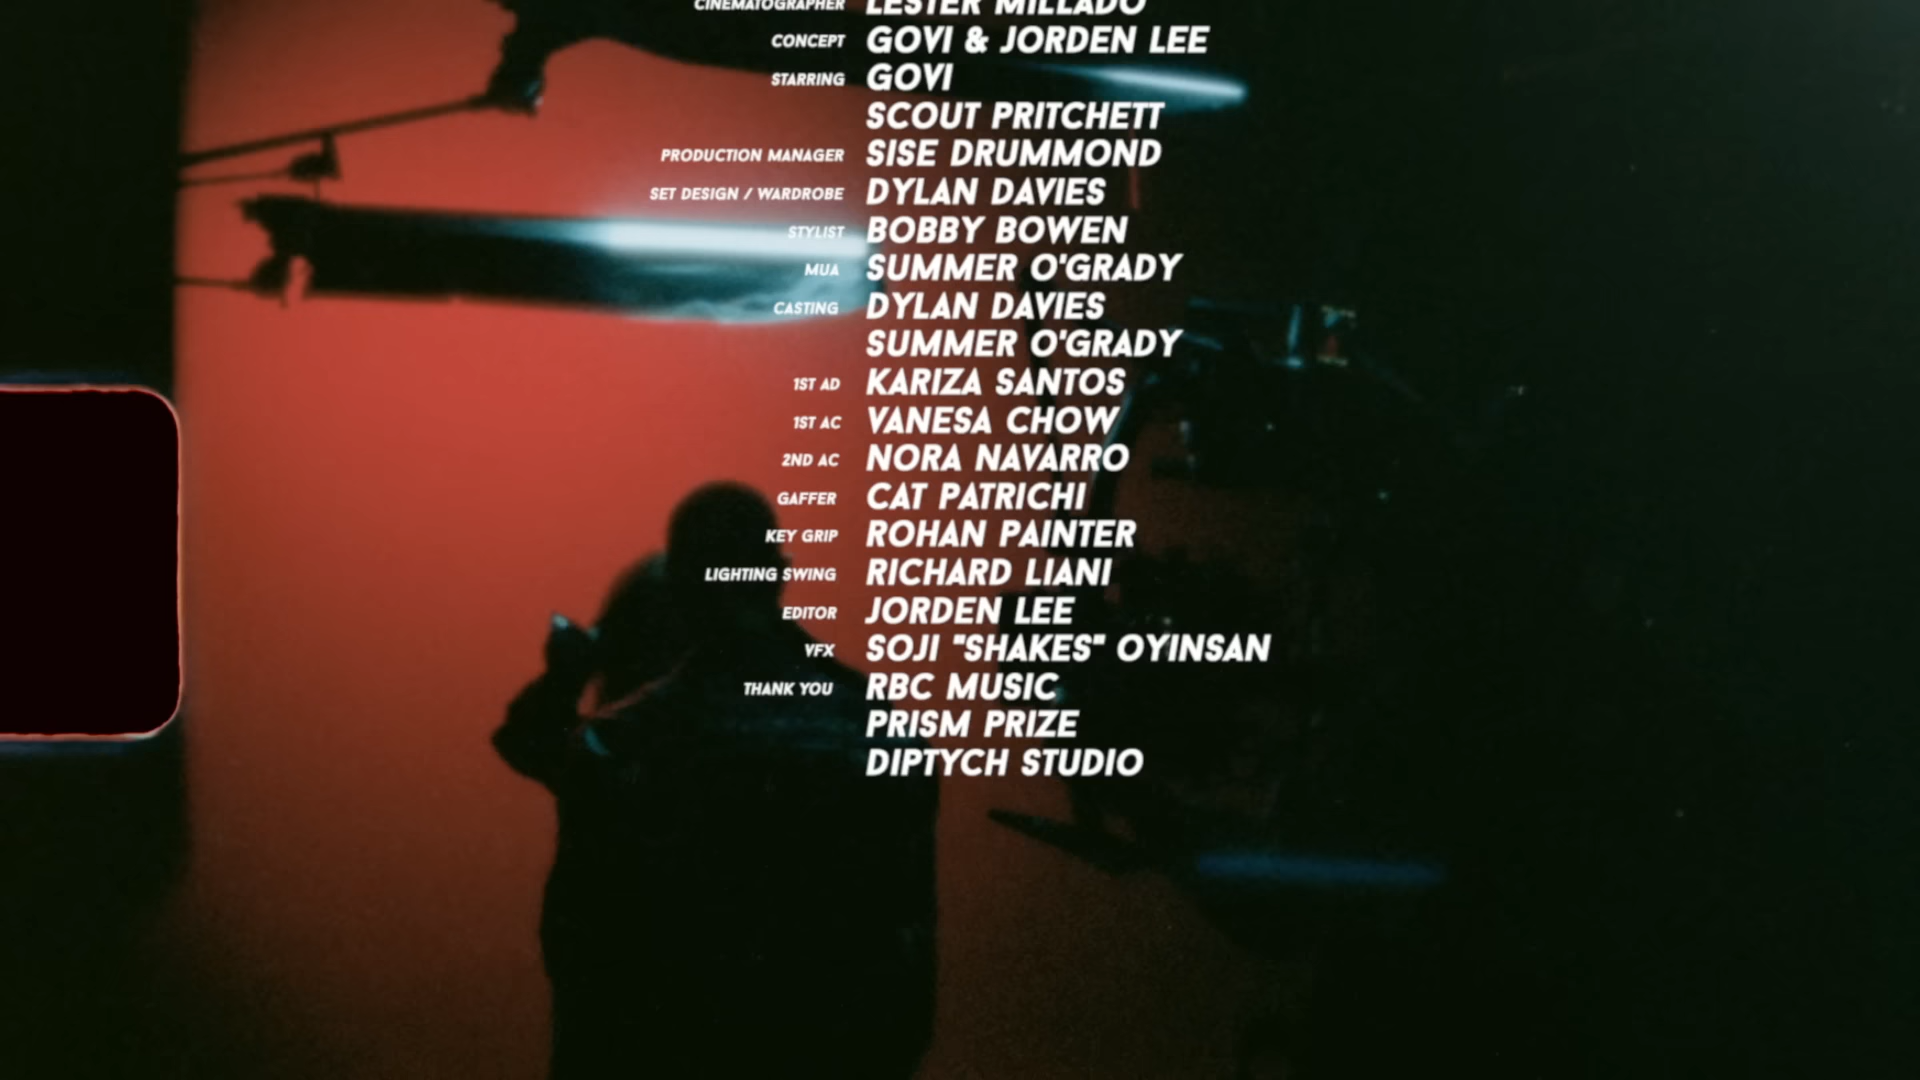 CINEMATOGRAPHER LESTER MILLADO
CONCEPT GOVI & JORDEN LEE
STARRING GOVI
SCOUT PRITCHETT
PRODUCTION MANAGER SISE DRUMMOND
SET DESIGN / WARDROBE DYLAN DAVIES
STYLIST BOBBY BOWEN
MUA SUMMER O'GRADY
CASTING DYLAN DAVIES
SUMMER O'GRADY
1ST AD KARIZA SANTOS
1ST AC VANESA CHOW
2ND AC NORA NAVARRO
GAFFER CAT PATRICHI
KEY GRIP ROHAN PAINTER
LIGHTING SWING RICHARD LIANI
EDITOR JORDEN LEE
VFX SOJI "SHAKES" OYINSAN
THANK YOU RBC MUSIC
PRISM PRIZE
DIPTYCH STUDIO